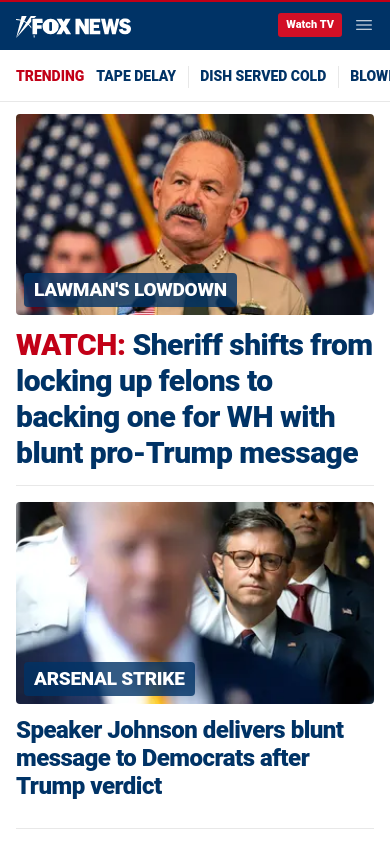 FOX NEWS
Watch TV
TRENDING TAPE DELAY DISH SERVED COLD
LAWMAN'S LOWDOWN
WATCH: Sheriff shifts from
locking up felons to
backing one for WH with
blunt pro-Trump message
ARSENAL STRIKE
Speaker Johnson delivers blunt
message to Democrats after
Trump verdict